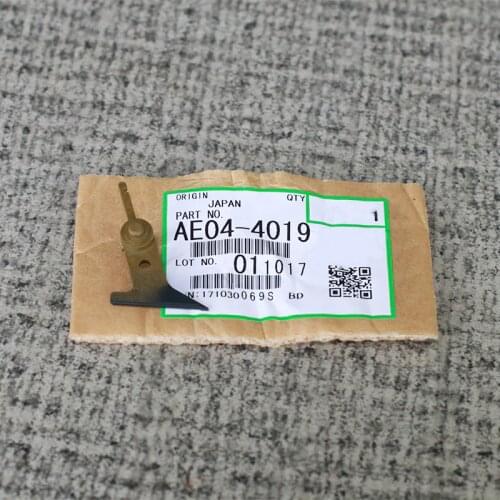 ORIGIN QTY
JAPAN 1
PART NO.
AE04-4019
LOT NO. 011017
N:171030069S BD